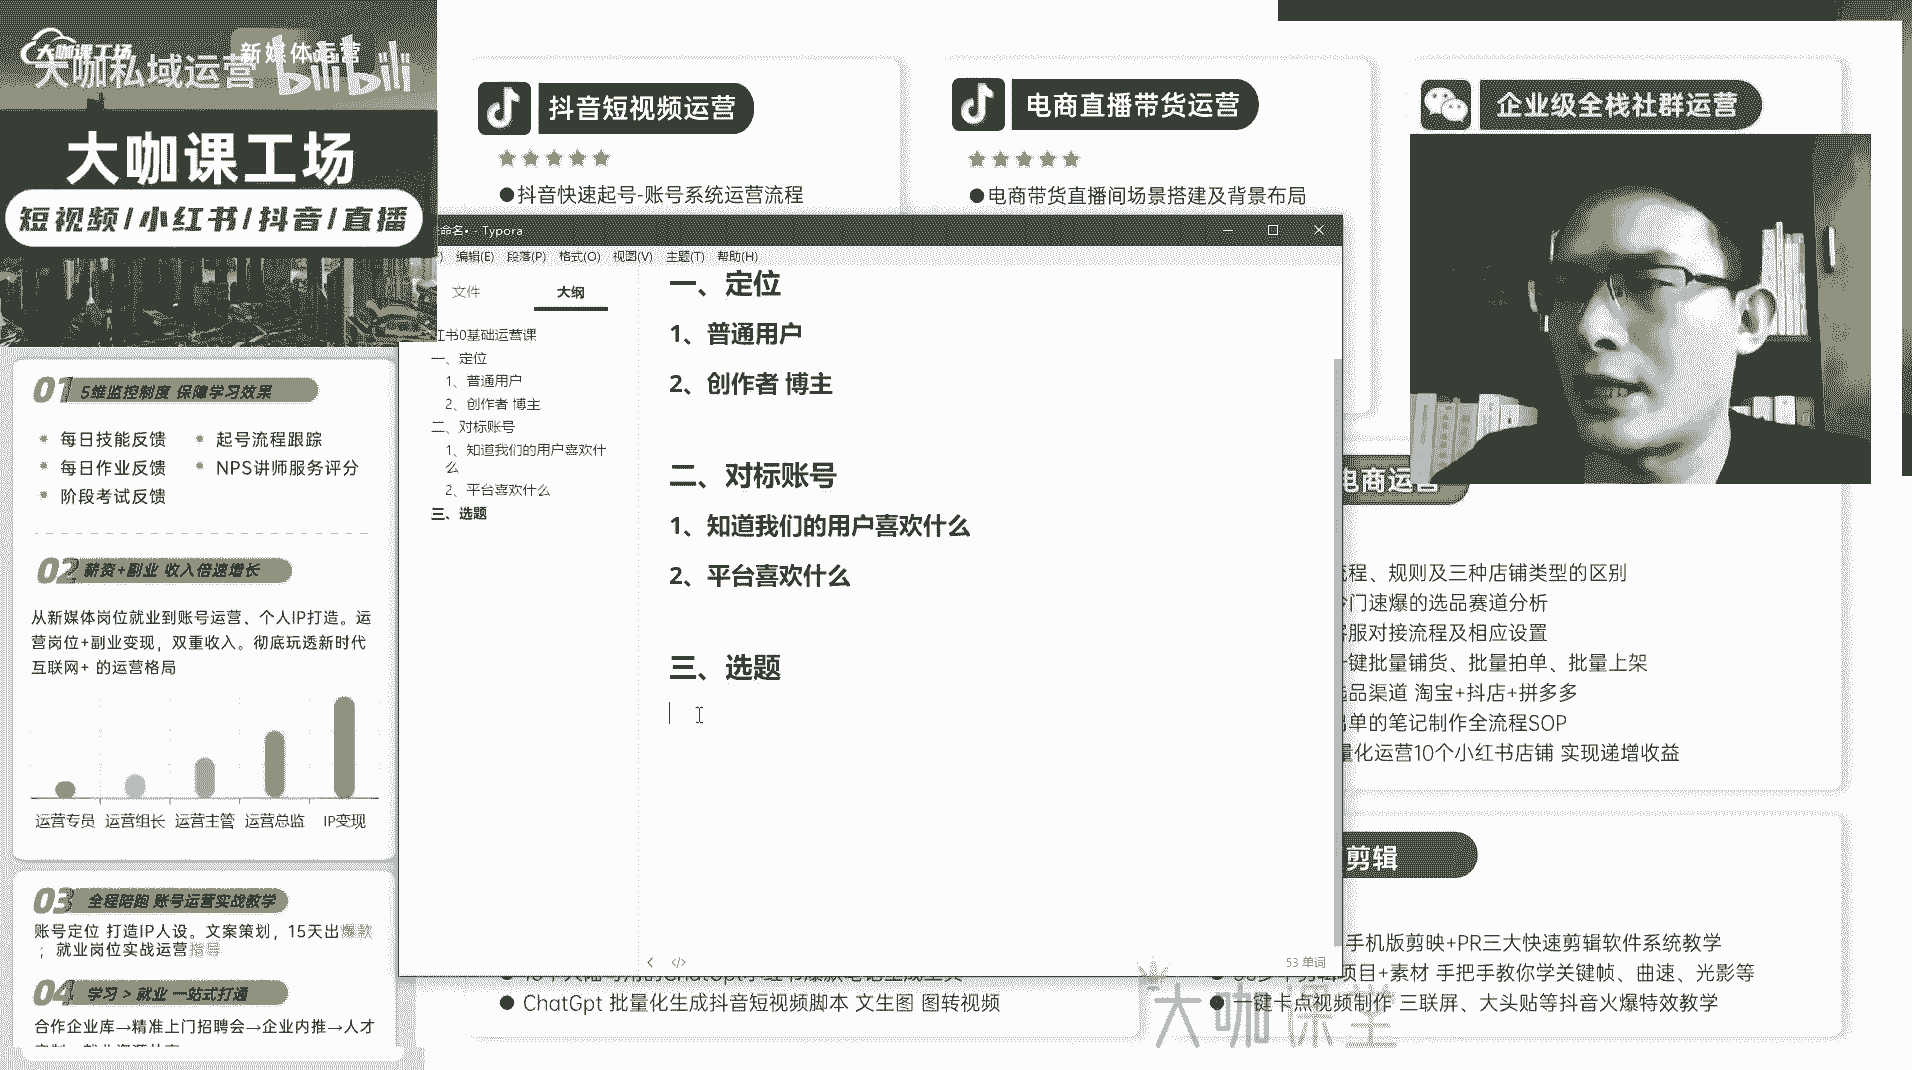 大咖课工场
新媒体运营
大咖私域运营
bilibili
大咖课工场
短视频/小红书/抖音/直播
01 5维监控制度 保障学习效果
每日技能反馈
起号流程跟踪
每日作业反馈
NPS讲师服务评分
阶段考试反馈
02 薪资+副业 收入倍速增长
从新媒体岗位就业到账号运营、个人IP打造。运
营岗位+副业变现，双重收入。彻底玩透新时代
互联网+ 的运营格局
运营专员 运营组长 运营主管 运营总监 IP变现
03 全程陪跑 账号运营实战教学
账号定位 打造IP人设。文案策划，15天出爆款
；就业岗位实战运营指导
04 学习 > 就业 一站式打通
合作企业库→精准上门招聘会→企业内推→人才
抖音短视频运营
●抖音快速起号-账号系统运营流程
电商直播带货运营
●电商带货直播间场景搭建及背景布局
企业级全栈社群运营
命名• - Typora
编辑(E) 段落(P) 格式(O) 视图(V) 主题(T) 帮助(H)
文件 大纲
红书0基础运营课
一、定位
1、普通用户
2、创作者 博主
二、对标账号
1、知道我们的用户喜欢什
么
2、平台喜欢什么
三、选题
一、定位
1、普通用户
2、创作者 博主
二、对标账号
1、知道我们的用户喜欢什么
2、平台喜欢什么
三、选题
53 单词
电商运营
流程、规则及三种店铺类型的区别
冷门速爆的选品赛道分析
客服对接流程及相应设置
一键批量铺货、批量拍单、批量上架
选品渠道 淘宝+抖店+拼多多
出单的笔记制作全流程SOP
量化运营10个小红书店铺 实现递增收益
剪辑
手机版剪映+PR三大快速剪辑软件系统教学
项目+素材 手把手教你学关键帧、曲速、光影等
● 一键卡点视频制作 三联屏、大头贴等抖音火爆特效教学
● ChatGpt 批量化生成抖音短视频脚本 文生图 图转视频
大咖课堂